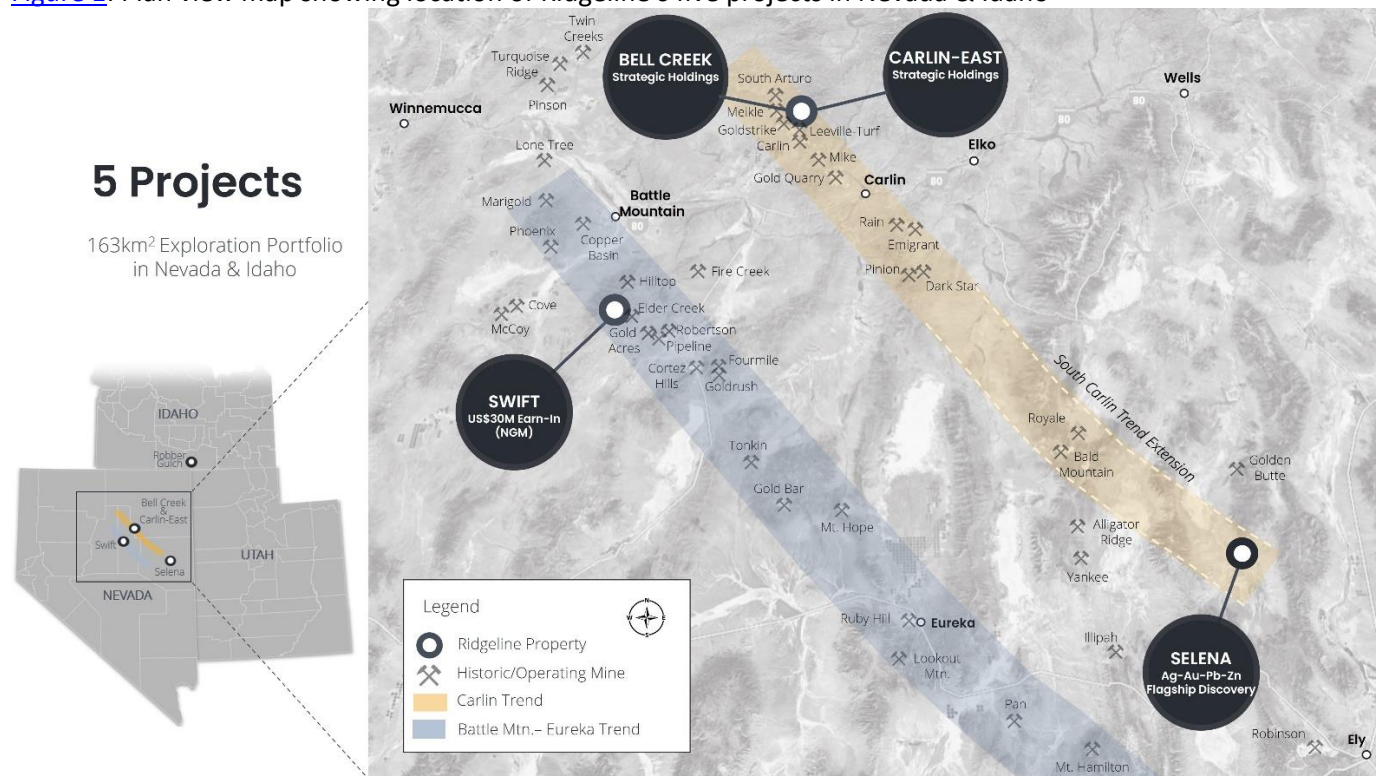 Figure 2: Plan view map showing location of Ridgeline's five projects in Nevada & Idaho
5 Projects
163km² Exploration Portfolio
in Nevada & Idaho
IDAHO
Robber
Gulch
Bell Creek
&
Carlin-East
Swift
Selena
UTAH
NEVADA
Twin
Creeks
Turquoise
Ridge
Pinson
Winnemucca
Lone Tree
BELL CREEK
Strategic Holdings
CARLIN-EAST
Strategic Holdings
South Arturo
Meikle
Goldstrike
Leeville-Turf
Carlin
Mike
Gold Quarry
Carlin
Elko
Wells
80
80
80
80
Marigold
Phoenix
Battle
Mountain
Copper
Basin
Rain
Emigrant
Pinion
Dark Star
Fire Creek
Hilltop
Cove
McCoy
Elder Creek
Gold
Acres
Robertson
Pipeline
Cortez
Hills
Fourmile
Goldrush
SWIFT
US$30M Earn-In
(NGM)
South Carlin Trend Extension
Royale
Bald
Mountain
Golden
Butte
Tonkin
Gold Bar
Mt. Hope
Alligator
Ridge
Yankee
Ruby Hill
Eureka
Lookout
Mtn.
Illipah
SELENA
Ag-Au-Pb-Zn
Flagship Discovery
Pan
Mt. Hamilton
Robinson
Ely
Legend
N
W
E
S
Ridgeline Property
Historic/Operating Mine
Carlin Trend
Battle Mtn.– Eureka Trend